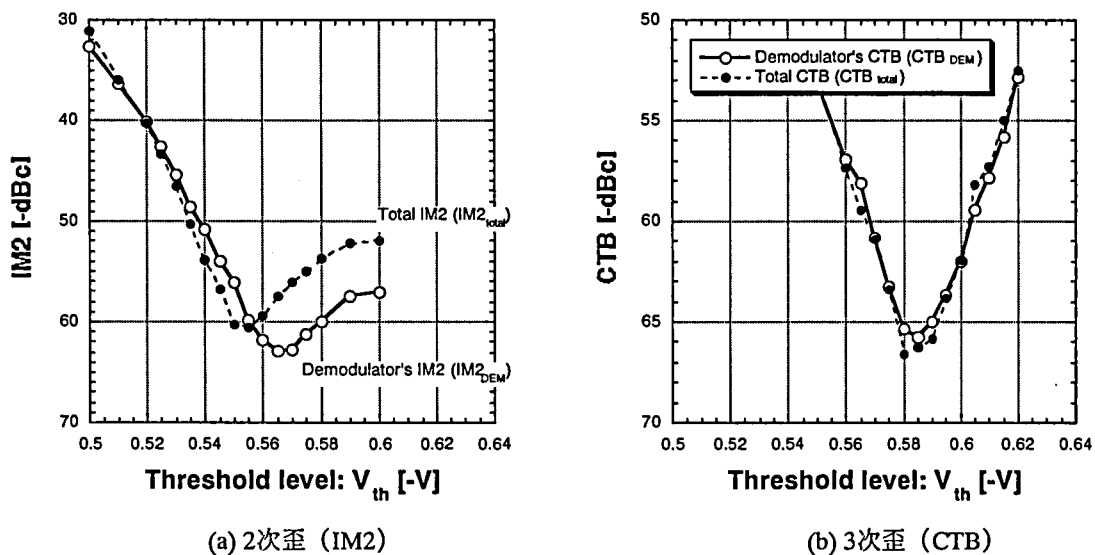 30
40
50
60
70
IM2 [-dBc]
Total IM2 (IM2total)
Demodulator's IM2 (IM2DEM)
0.5 0.52 0.54 0.56 0.58 0.6 0.62 0.64
Threshold level: Vth [-V]
(a) 2次歪（IM2）
50
55
60
65
70
CTB [-dBc]
Demodulator's CTB (CTB DEM)
Total CTB (CTB total)
0.5 0.52 0.54 0.56 0.58 0.6 0.62 0.64
Threshold level: Vth [-V]
(b) 3次歪（CTB）